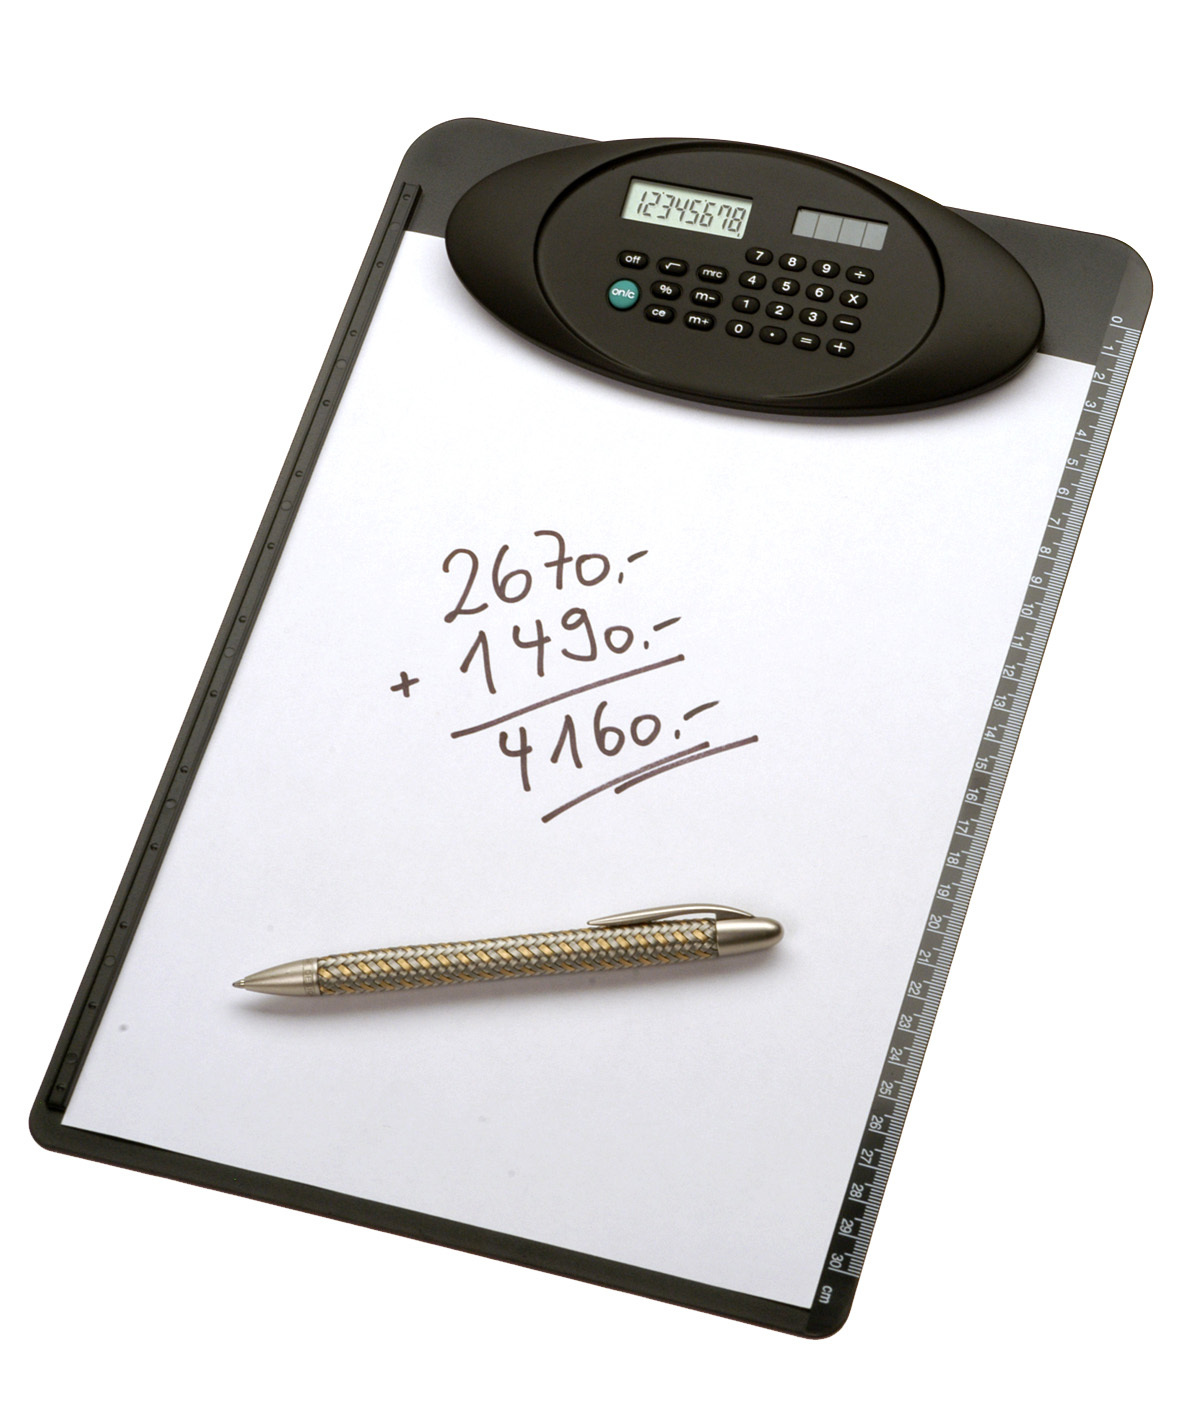 12345678.
7 8 9 ÷
off √ mrc 4 5 6 x
on/c % m- 1 2 3 –
ce m+ 0 . = +
2670.-
+ 1490.-
4160.-
0 1 2 3 4 5 6 7 8 9 10 11 12 13 14 15 16 17 18 19 20 21 22 23 24 25 26 27 28 29 30 cm